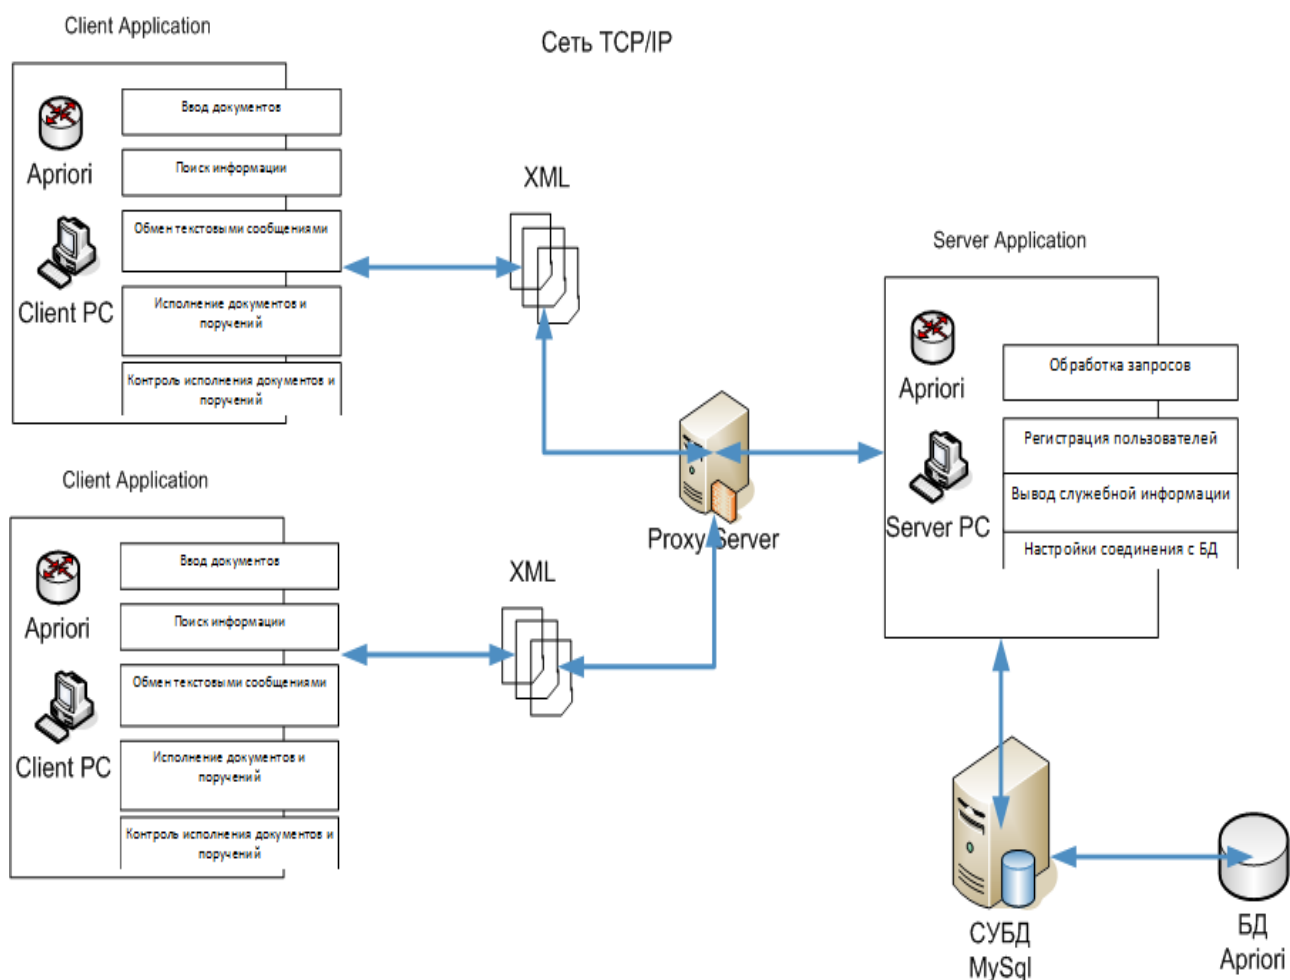 Client Application
Сеть TCP/IP
Apriori
Client PC
Ввод документов
Поиск информации
Обмен текстовыми сообщениями
Исполнение документов и
поручений
Контроль исполнения документов и
поручений
XML
Client Application
Apriori
Client PC
Ввод документов
Поиск информации
Обмен текстовыми сообщениями
Исполнение документов и
поручений
Контроль исполнения документов и
поручений
XML
Proxy Server
Server Application
Apriori
Server PC
Обработка запросов
Регистрация пользователей
Вывод служебной информации
Настройки соединения с БД
СУБД
MySql
БД
Apriori